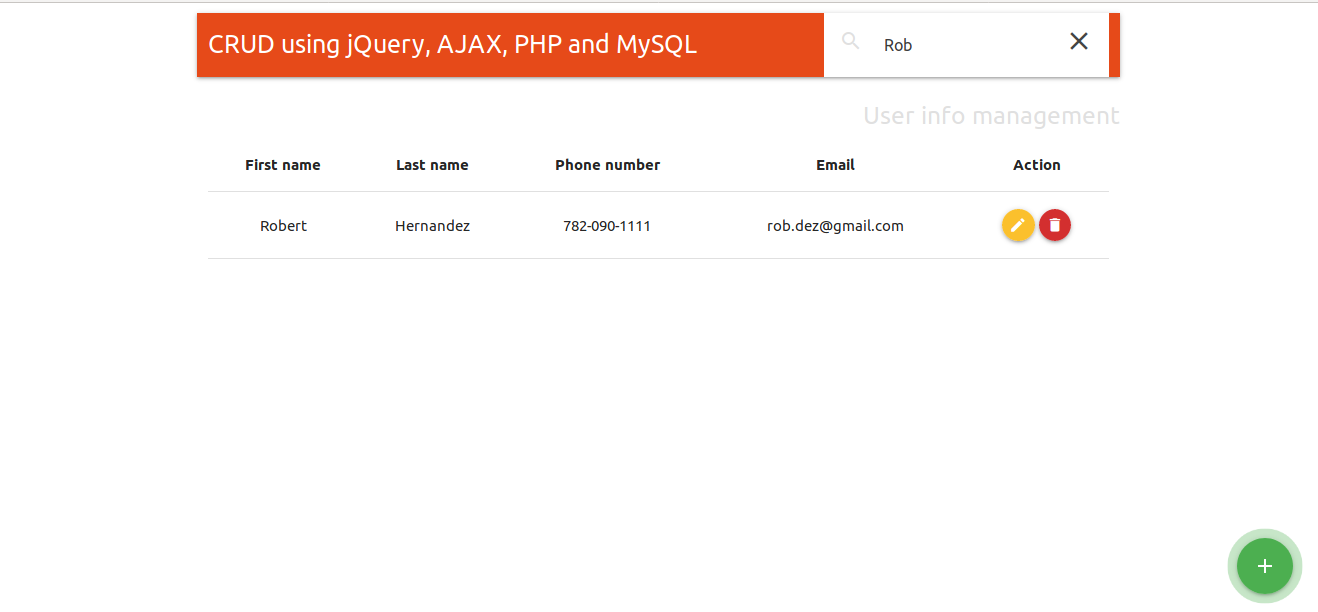 CRUD using jQuery, AJAX, PHP and MySQL Rob
User info management
First name Last name Phone number Email Action
Robert Hernandez 782-090-1111 rob.dez@gmail.com